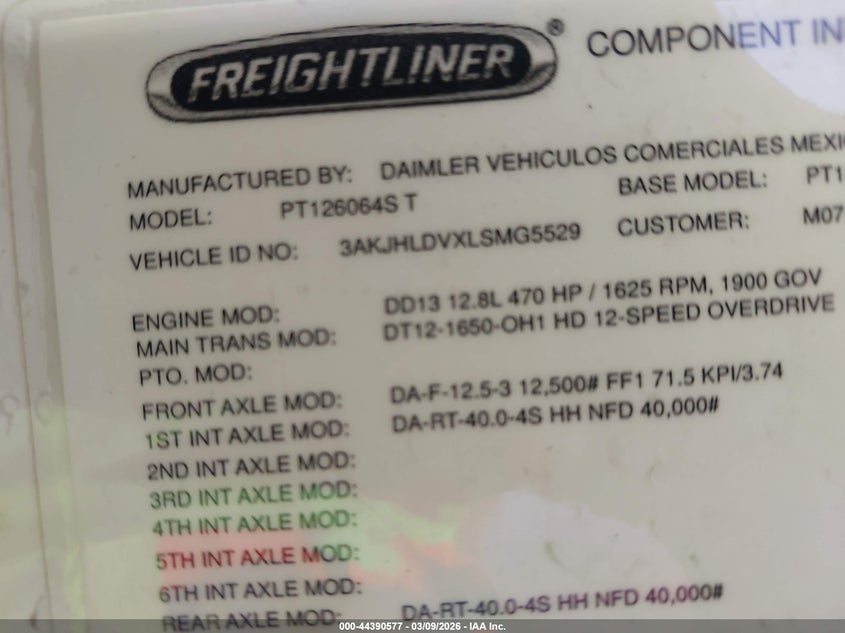 FREIGHTLINER ® COMPONENT IN
MANUFACTURED BY: DAIMLER VEHICULOS COMERCIALES MEXI
MODEL: PT126064S T BASE MODEL: PT1
VEHICLE ID NO: 3AKJHLDVXLSMG5529 CUSTOMER: M07
ENGINE MOD: DD13 12.8L 470 HP / 1625 RPM, 1900 GOV
MAIN TRANS MOD: DT12-1650-OH1 HD 12-SPEED OVERDRIVE
PTO. MOD:
FRONT AXLE MOD: DA-F-12.5-3 12,500# FF1 71.5 KPI/3.74
1ST INT AXLE MOD: DA-RT-40.0-4S HH NFD 40,000#
2ND INT AXLE MOD:
3RD INT AXLE MOD:
4TH INT AXLE MOD:
5TH INT AXLE MOD:
6TH INT AXLE MOD:
REAR AXLE MOD: DA-RT-40.0-4S HH NFD 40,000#
000-44390577 - 03/09/2026 - IAA Inc.